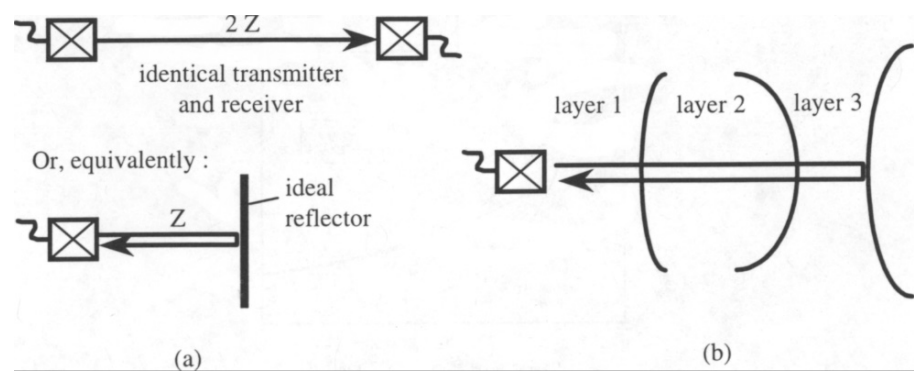 2 Z
identical transmitter
and receiver
Or, equivalently :
Z
ideal
reflector
(a)
layer 1
layer 2
layer 3
(b)